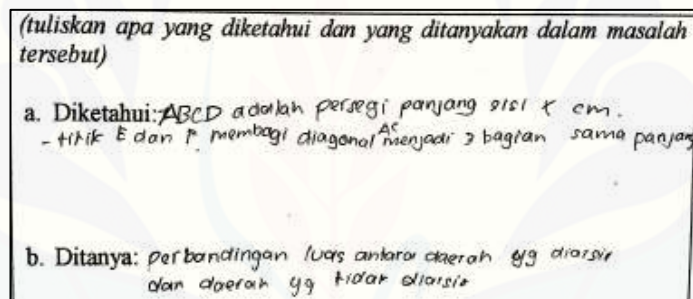 (tuliskan apa yang diketahui dan yang ditanyakan dalam masalah
tersebut)
a. Diketahui: ABCD adalah persegi panjang sisi x cm.
- titik E dan F membagi diagonal AC menjadi 3 bagian sama panjang
b. Ditanya: perbandingan luas antara daerah yg diarsir
dan daerah yg tidak diarsir